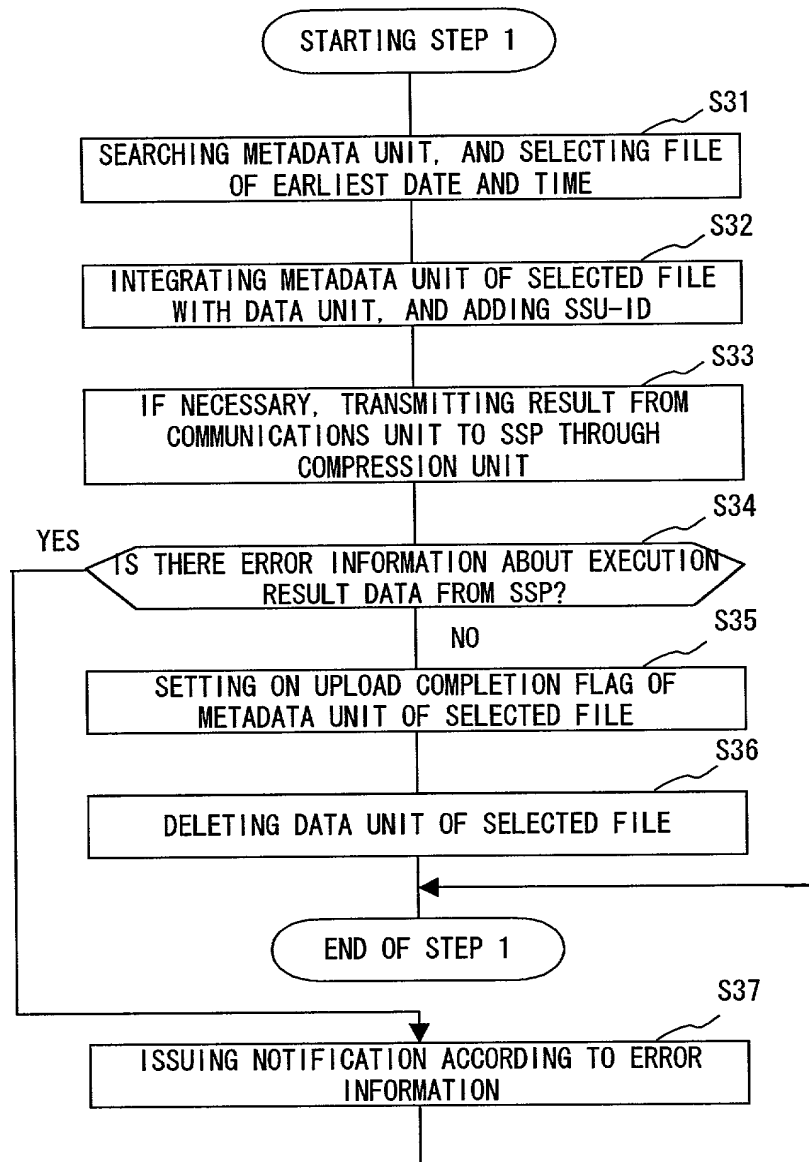 STARTING STEP 1
S31
SEARCHING METADATA UNIT, AND SELECTING FILE
OF EARLIEST DATE AND TIME
S32
INTEGRATING METADATA UNIT OF SELECTED FILE
WITH DATA UNIT, AND ADDING SSU-ID
S33
IF NECESSARY, TRANSMITTING RESULT FROM
COMMUNICATIONS UNIT TO SSP THROUGH
COMPRESSION UNIT
S34
YES
IS THERE ERROR INFORMATION ABOUT EXECUTION
RESULT DATA FROM SSP?
NO
S35
SETTING ON UPLOAD COMPLETION FLAG OF
METADATA UNIT OF SELECTED FILE
S36
DELETING DATA UNIT OF SELECTED FILE
END OF STEP 1
S37
ISSUING NOTIFICATION ACCORDING TO ERROR
INFORMATION